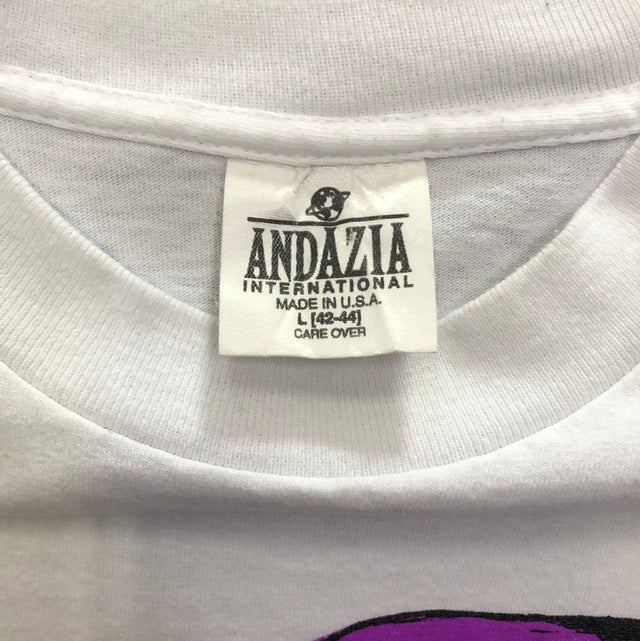 ANDAZIA
INTERNATIONAL
MADE IN U.S.A.
L [42-44]
CARE OVER